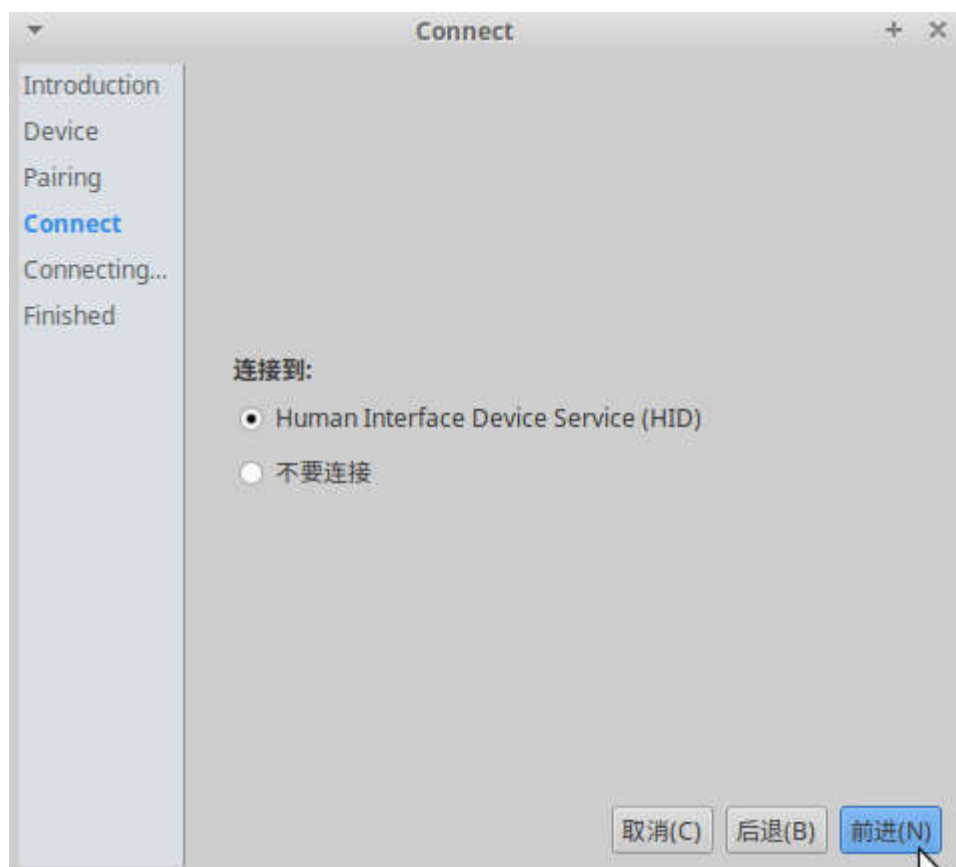 Connect
Introduction
Device
Pairing
Connect
Connecting...
Finished
连接到:
Human Interface Device Service (HID)
不要连接
取消(C) 后退(B) 前进(N)